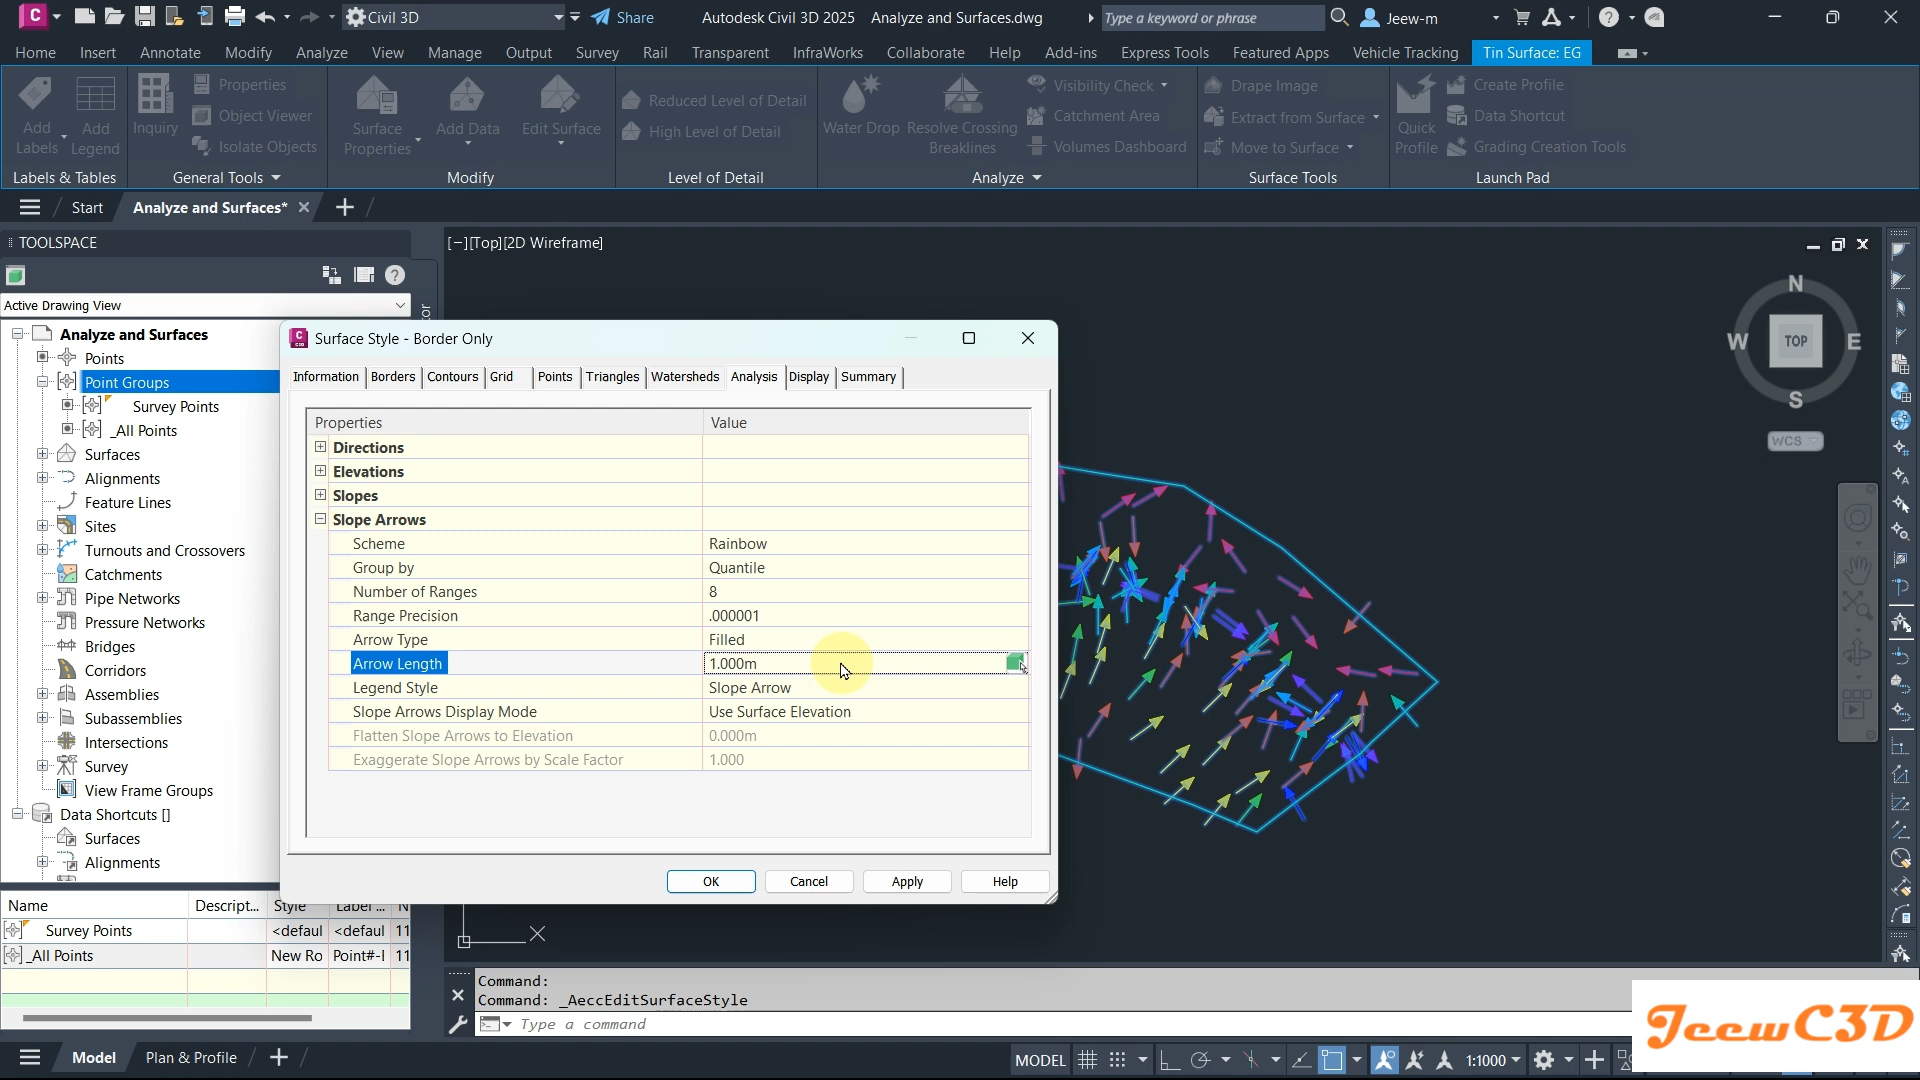 Civil 3D
Share
Autodesk Civil 3D 2025 Analyze and Surfaces.dwg
Type a keyword or phrase
Jeew-m
Home Insert Annotate Modify Analyze View Manage Output Survey Rail Transparent InfraWorks Collaborate Help Add-ins Express Tools Featured Apps Vehicle Tracking Tin Surface: EG
Add Labels
Add Legend
Inquiry
Properties
Object Viewer
Isolate Objects
Surface Properties
Add Data
Edit Surface
Reduced Level of Detail
High Level of Detail
Water Drop
Resolve Crossing Breaklines
Visibility Check
Catchment Area
Volumes Dashboard
Drape Image
Extract from Surface
Move to Surface
Quick Profile
Create Profile
Data Shortcut
Grading Creation Tools
Labels & Tables General Tools Modify Level of Detail Analyze Surface Tools Launch Pad
Start Analyze and Surfaces*
TOOLSPACE
Active Drawing View
Analyze and Surfaces
Points
Point Groups
Survey Points
_All Points
Surfaces
Alignments
Feature Lines
Sites
Turnouts and Crossovers
Catchments
Pipe Networks
Pressure Networks
Bridges
Corridors
Assemblies
Subassemblies
Intersections
Survey
View Frame Groups
Data Shortcuts []
Surfaces
Alignments
Name Descript... Style Label ... N
Survey Points <defaul <defaul 11
_All Points New Ro Point#-I 11
[−][Top][2D Wireframe]
N
W TOP E
S
WCS
Surface Style - Border Only
Information Borders Contours Grid Points Triangles Watersheds Analysis Display Summary
Properties Value
Directions
Elevations
Slopes
Slope Arrows
Scheme Rainbow
Group by Quantile
Number of Ranges 8
Range Precision .000001
Arrow Type Filled
Arrow Length 1.000m
Legend Style Slope Arrow
Slope Arrows Display Mode Use Surface Elevation
Flatten Slope Arrows to Elevation 0.000m
Exaggerate Slope Arrows by Scale Factor 1.000
OK Cancel Apply Help
Command:
Command: _AeccEditSurfaceStyle
Type a command
JeewC3D
Model Plan & Profile
MODEL 1:1000